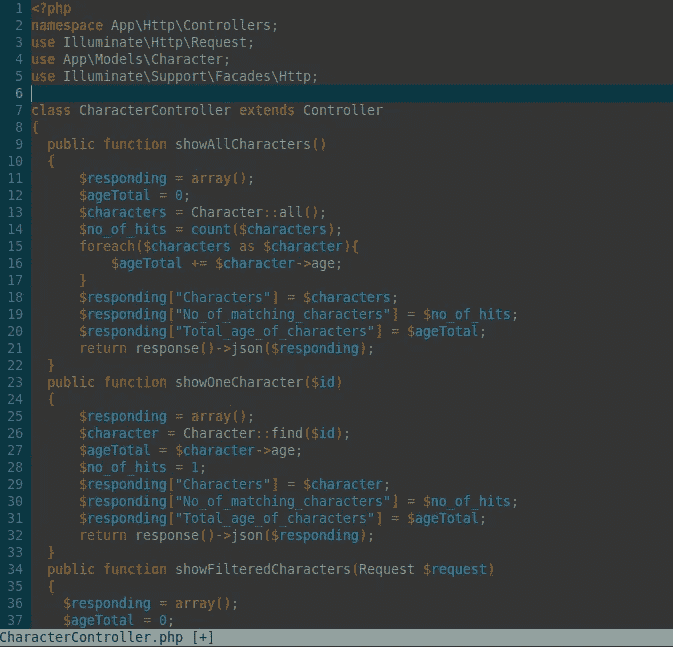 1 <?php
2 namespace App\Http\Controllers;
3 use Illuminate\Http\Request;
4 use App\Models\Character;
5 use Illuminate\Support\Facades\Http;
6
7 class CharacterController extends Controller
8 {
9   public function showAllCharacters()
10   {
11       $responding = array();
12       $ageTotal = 0;
13       $characters = Character::all();
14       $no_of_hits = count($characters);
15       foreach($characters as $character){
16           $ageTotal += $character->age;
17       }
18       $responding["Characters"] = $characters;
19       $responding["No_of_matching_characters"] = $no_of_hits;
20       $responding["Total_age_of_characters"] = $ageTotal;
21       return response()->json($responding);
22   }
23   public function showOneCharacter($id)
24   {
25       $responding = array();
26       $character = Character::find($id);
27       $ageTotal = $character->age;
28       $no_of_hits = 1;
29       $responding["Characters"] = $character;
30       $responding["No_of_matching_characters"] = $no_of_hits;
31       $responding["Total_age_of_characters"] = $ageTotal;
32       return response()->json($responding);
33   }
34   public function showFilteredCharacters(Request $request)
35   {
36     $responding = array();
37     $ageTotal = 0;
CharacterController.php [+]